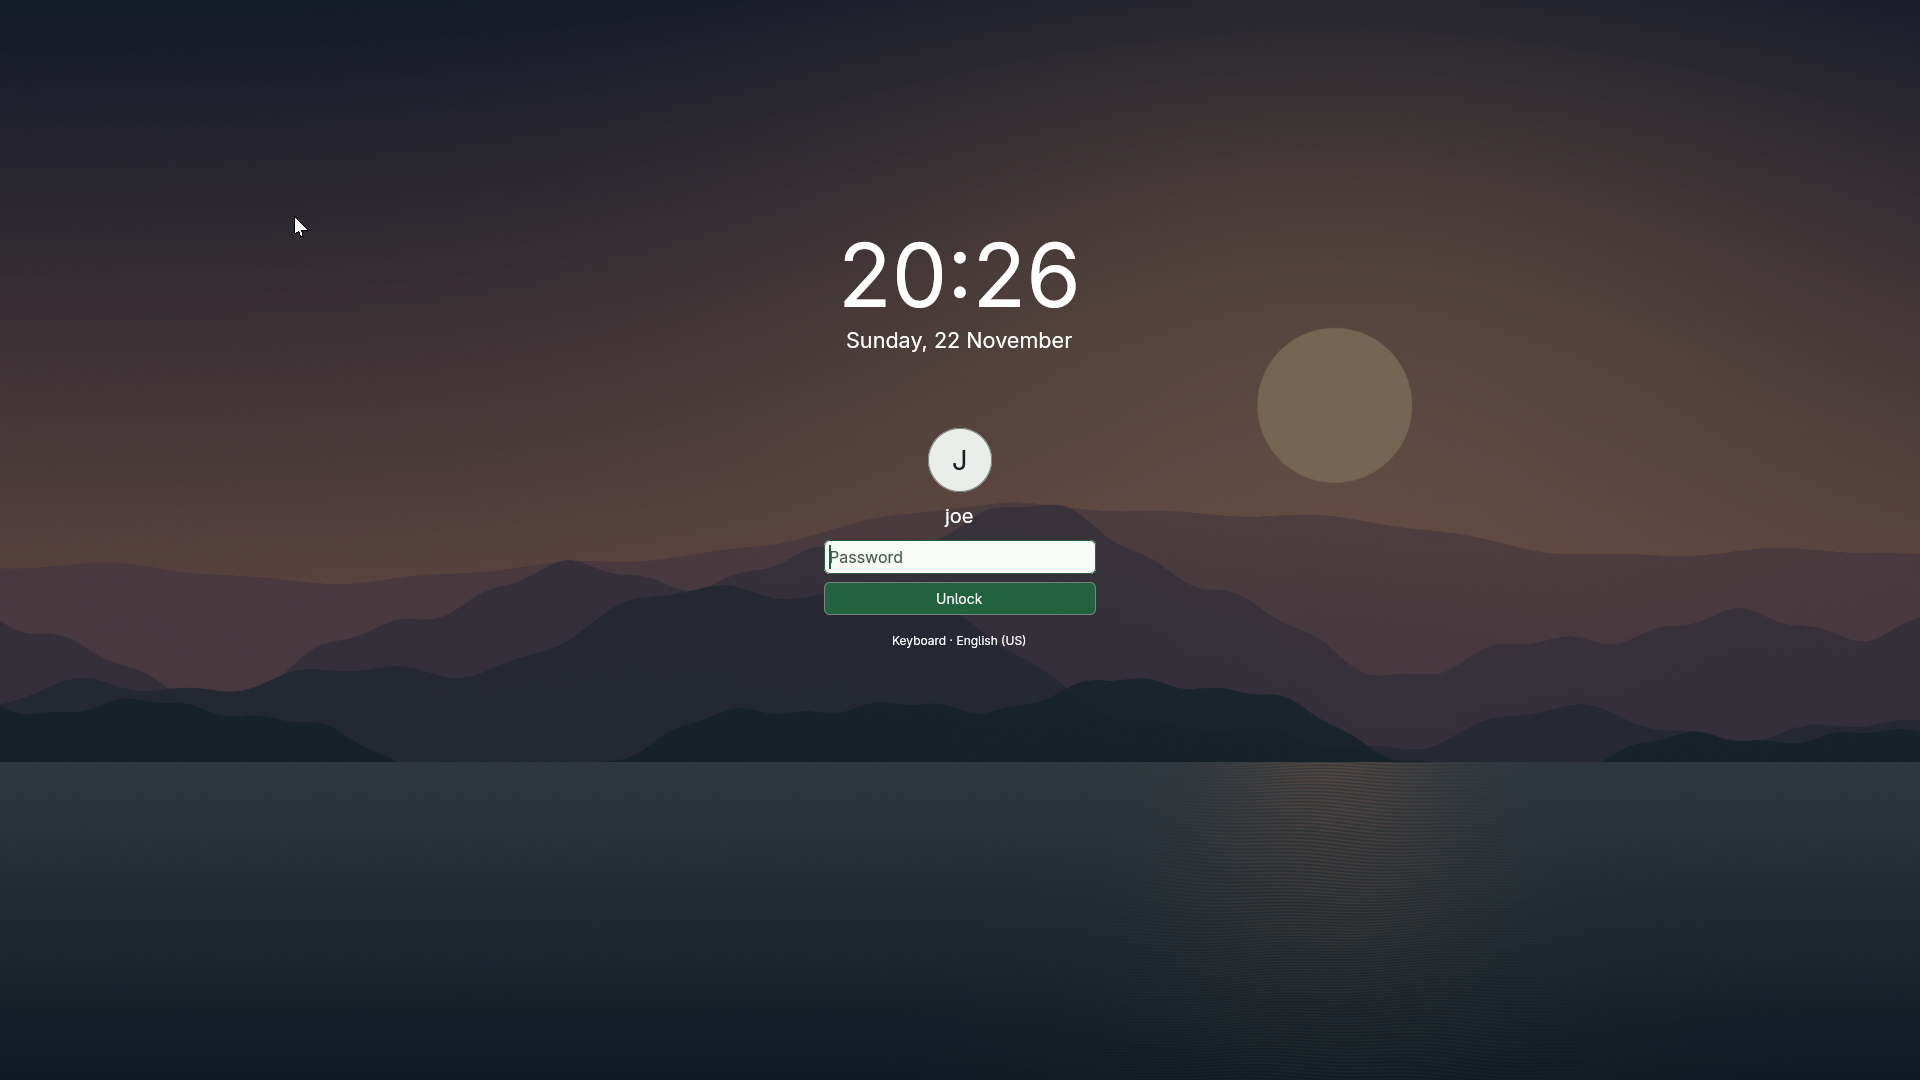 20:26
Sunday, 22 November
J
joe
Password
Unlock
Keyboard · English (US)